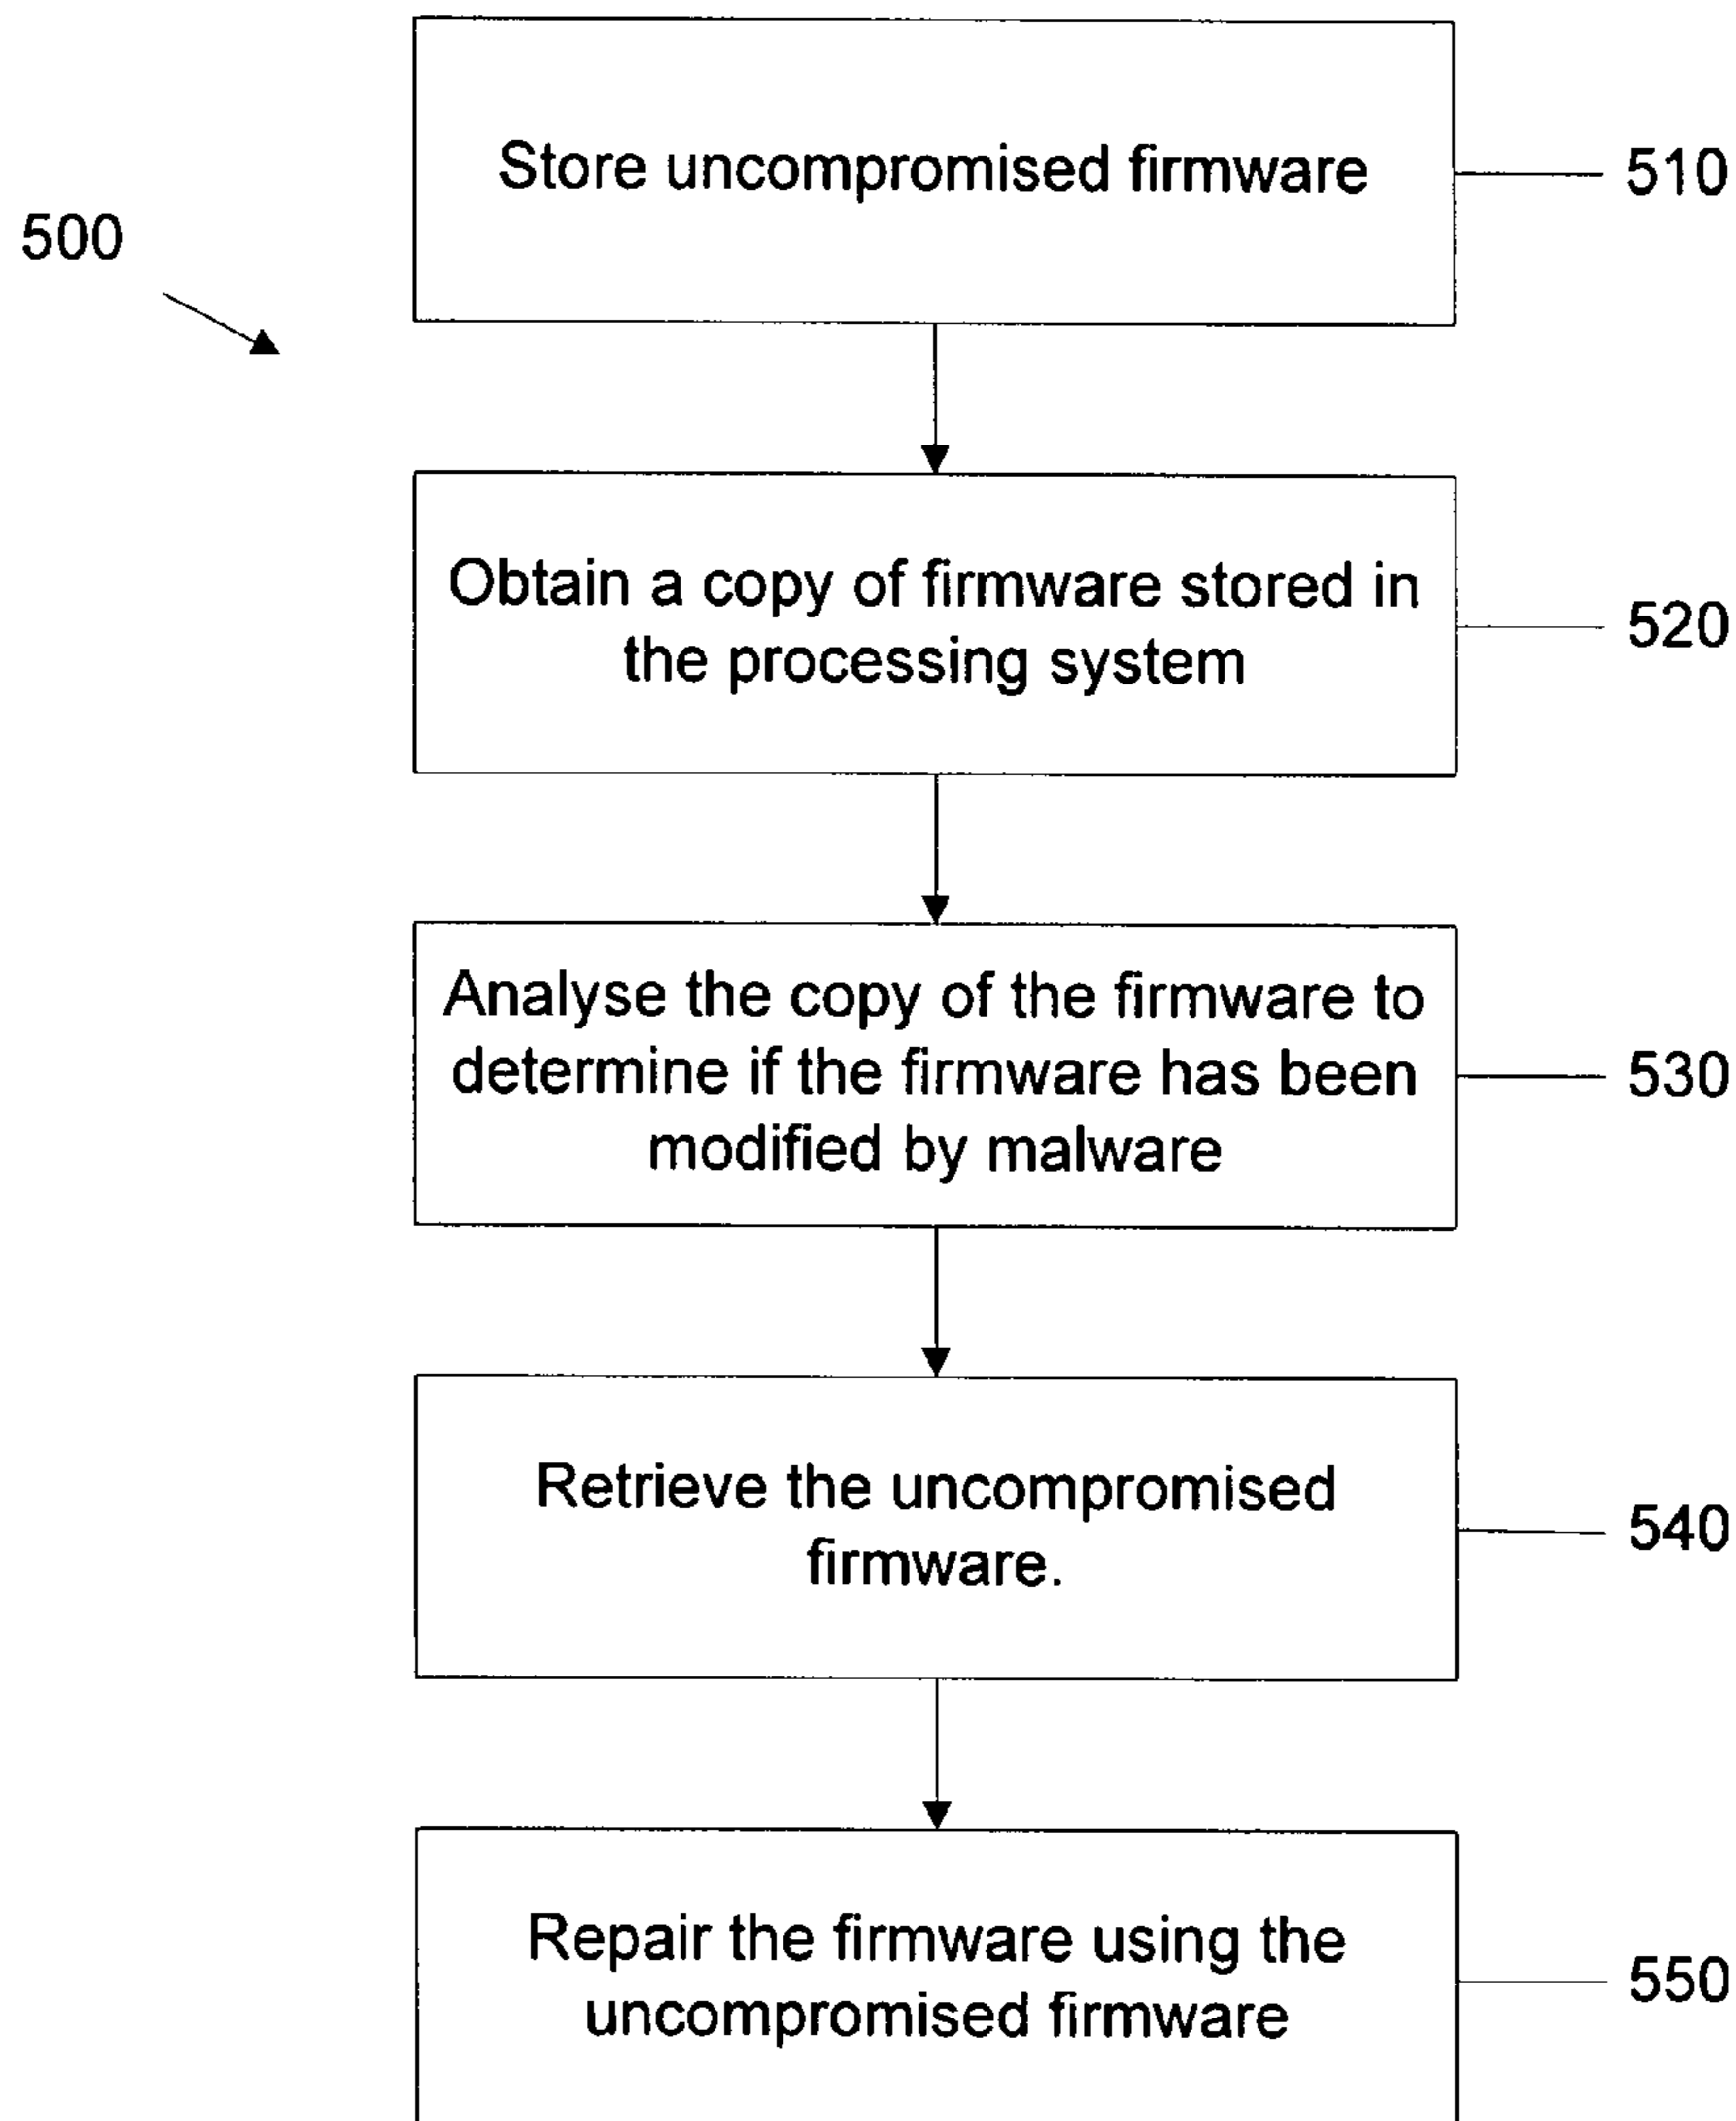 Store uncompromised firmware
510
500
Obtain a copy of firmware stored in
the processing system
520
Analyse the copy of the firmware to
determine if the firmware has been
modified by malware
530
Retrieve the uncompromised
firmware.
540
Repair the firmware using the
uncompromised firmware
550